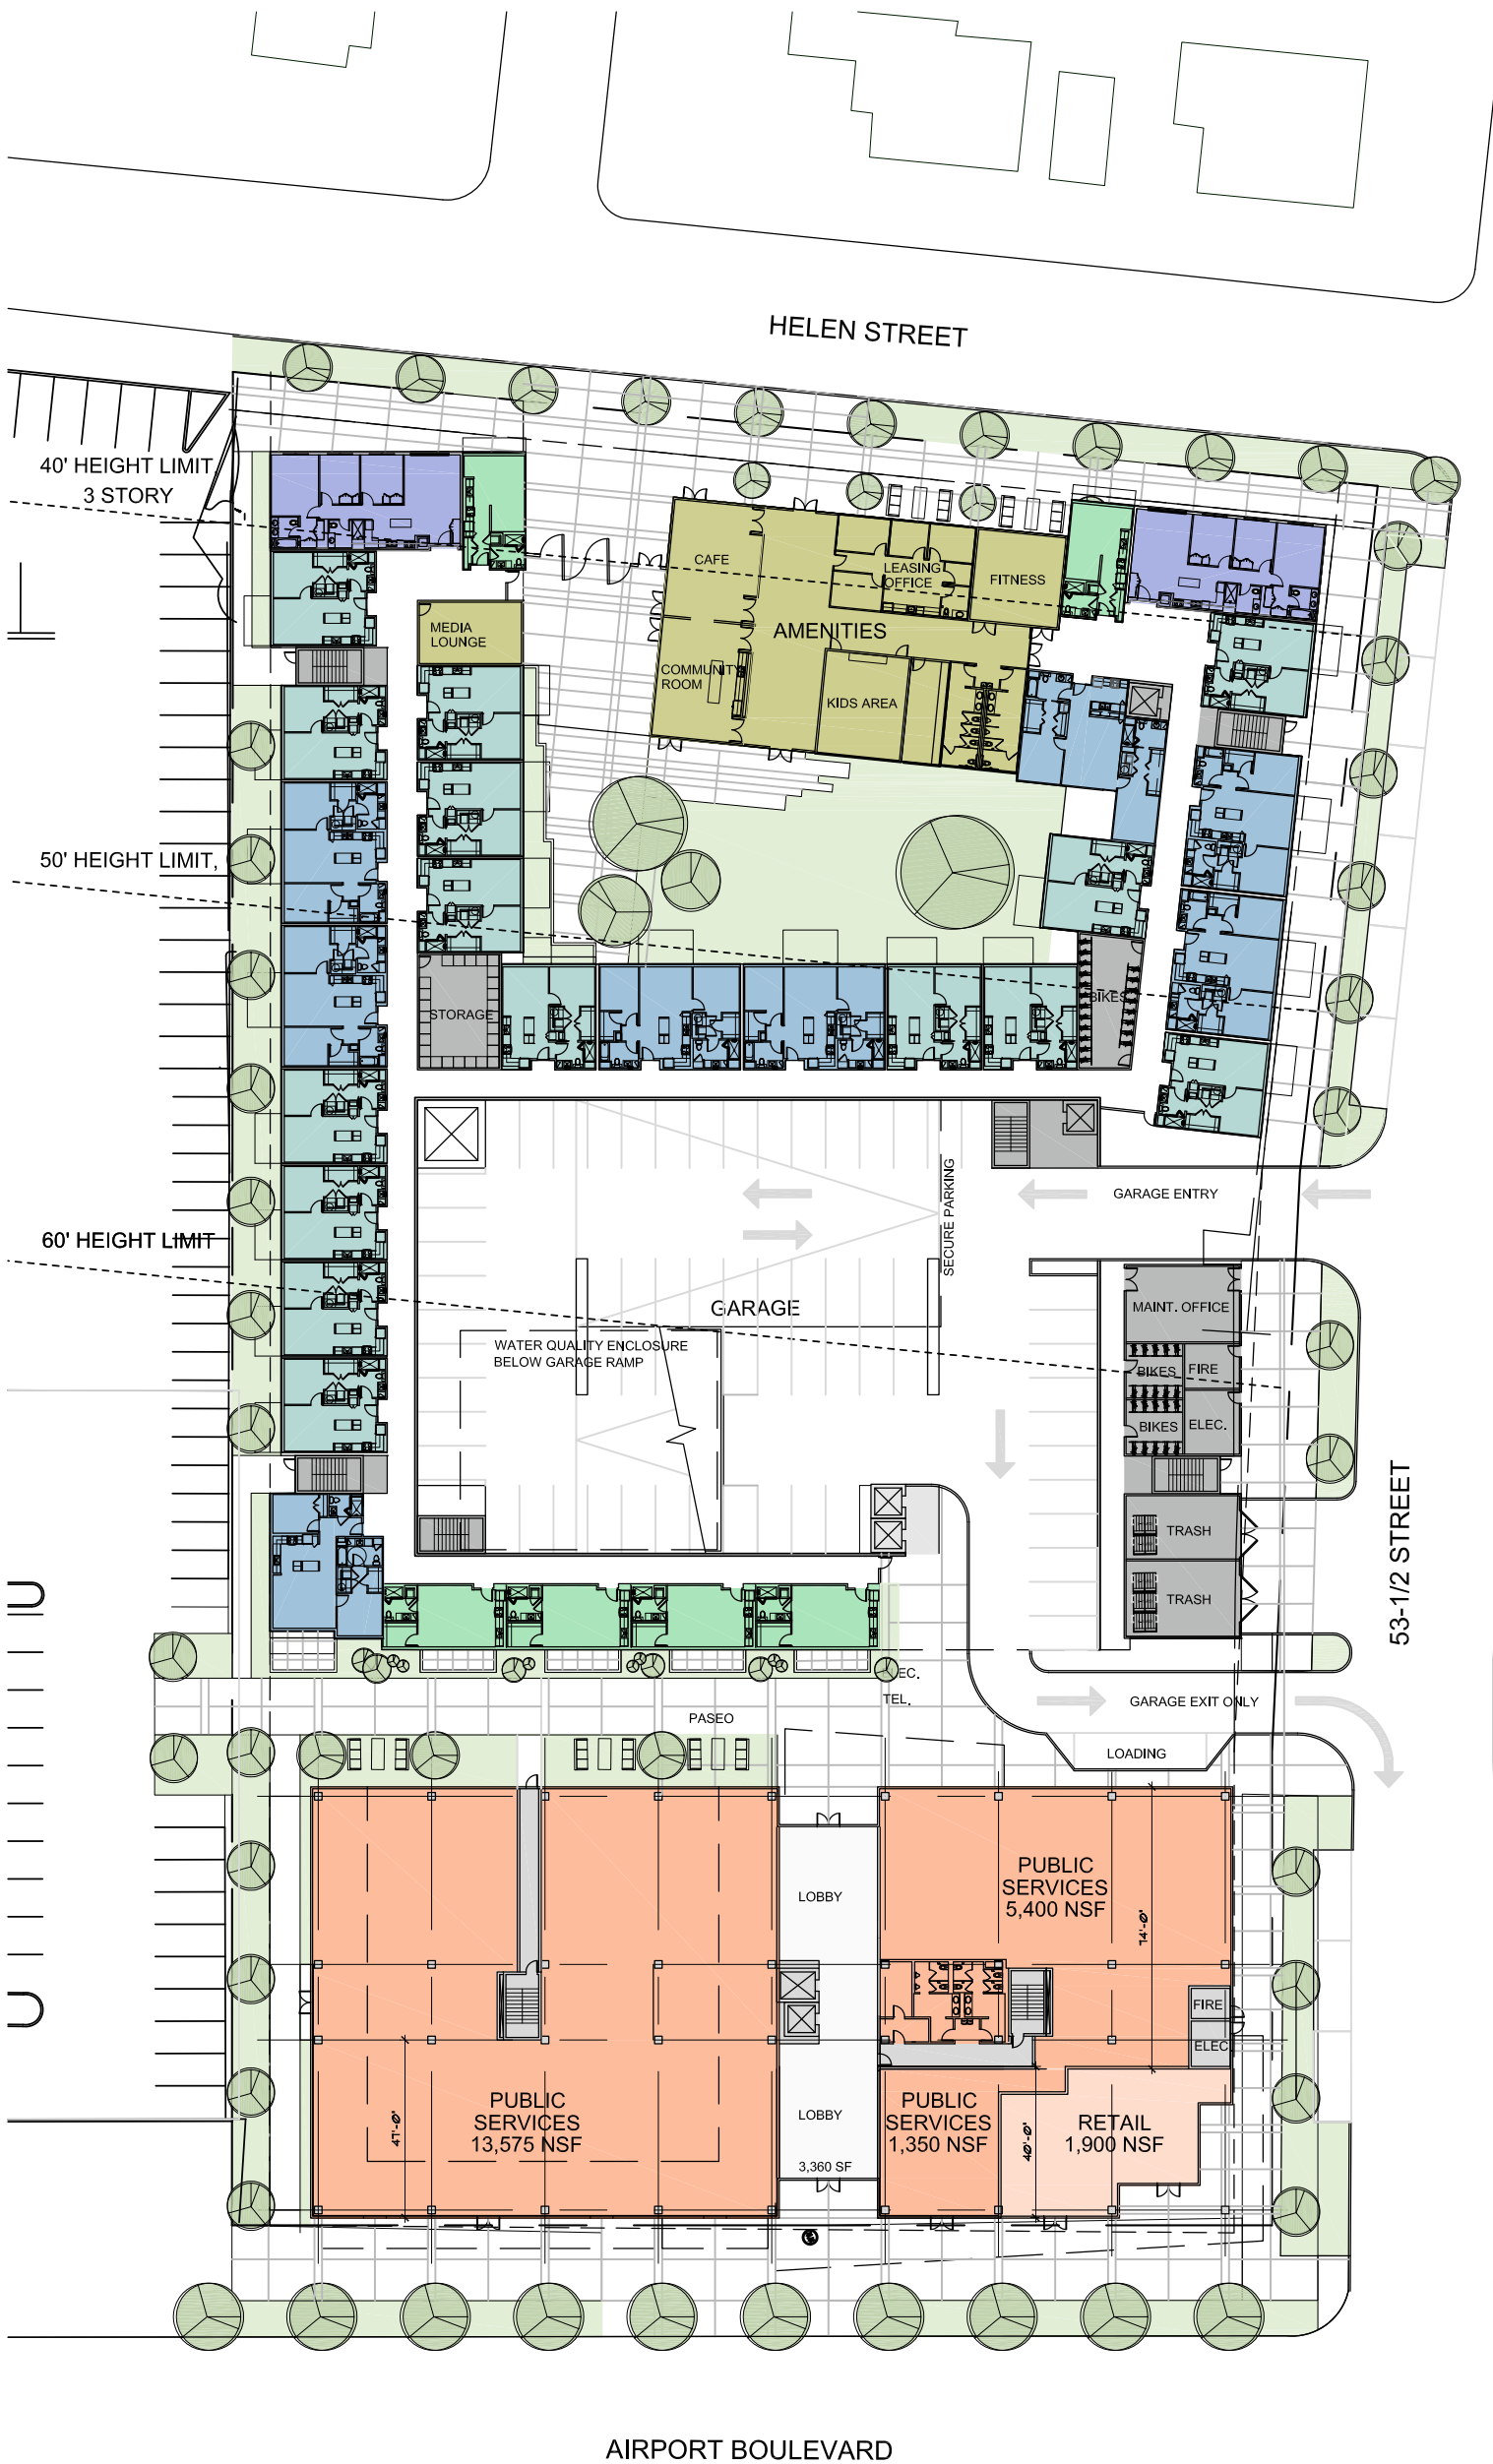 HELEN STREET
40' HEIGHT LIMIT,
3 STORY
CAFE
LEASING
OFFICE
FITNESS
MEDIA
LOUNGE
AMENITIES
COMMUNITY
ROOM
KIDS AREA
50' HEIGHT LIMIT,
STORAGE
BIKES
SECURE PARKING
GARAGE ENTRY
60' HEIGHT LIMIT
GARAGE
WATER QUALITY ENCLOSURE
BELOW GARAGE RAMP
MAINT. OFFICE
BIKES
FIRE
BIKES
ELEC.
TRASH
TRASH
53-1/2 STREET
TEL.
GARAGE EXIT ONLY
PASEO
LOADING
LOBBY
PUBLIC
SERVICES
5,400 NSF
74'-0"
FIRE
ELEC
PUBLIC
SERVICES
13,575 NSF
47'-0"
LOBBY
3,360 SF
PUBLIC
SERVICES
1,350 NSF
40'-0"
RETAIL
1,900 NSF
AIRPORT BOULEVARD